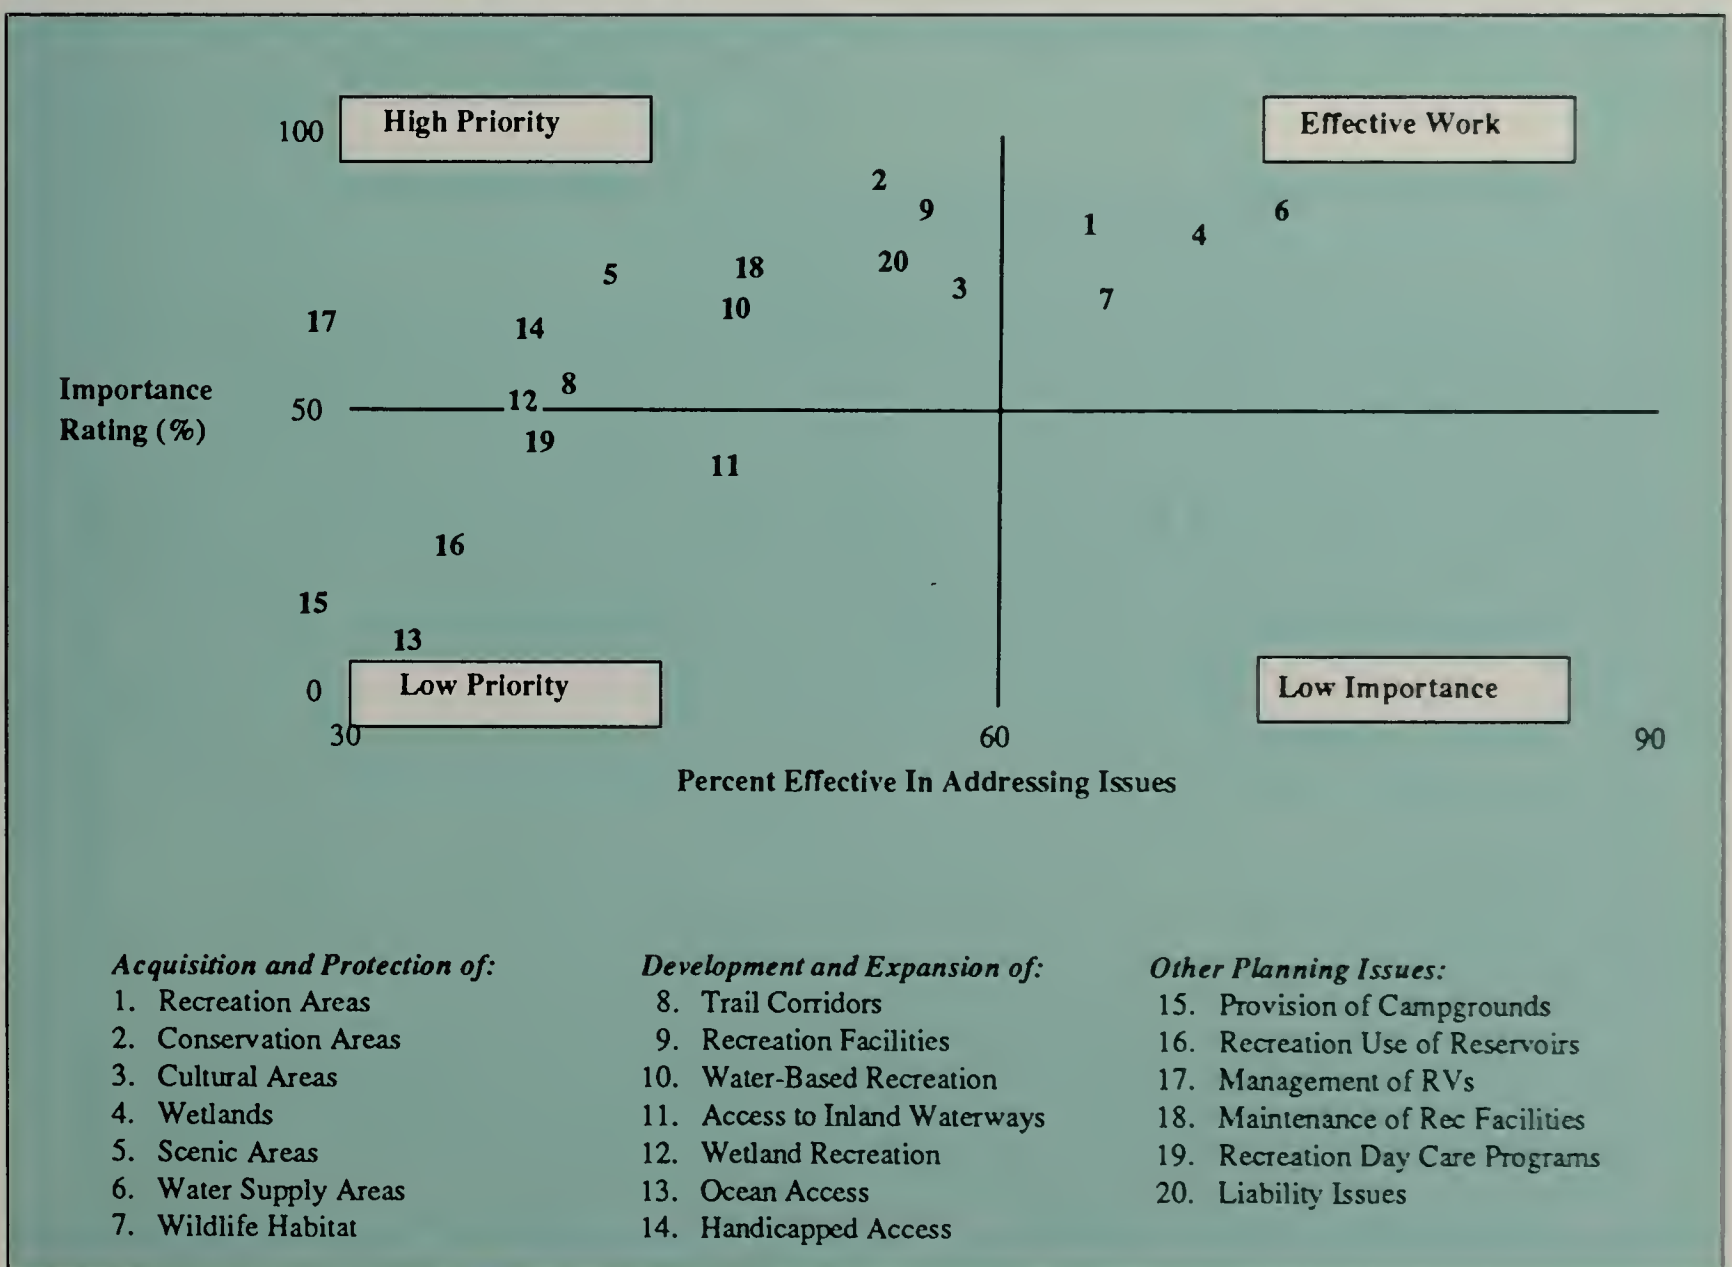 100
High Priority
Effective Work
2
9
6
1
4
20
18
5
3
7
10
17
14
8
Importance
12
50
Rating (%)
19
11
16
15
13
Low Priority
Low Importance
0
30
60
90
Percent Effective In Addressing Issues
Acquisition and Protection of:
1. Recreation Areas
2. Conservation Areas
3. Cultural Areas
4. Wetlands
5. Scenic Areas
6. Water Supply Areas
7. Wildlife Habitat
Development and Expansion of:
8. Trail Corridors
9. Recreation Facilities
10. Water-Based Recreation
11. Access to Inland Waterways
12. Wetland Recreation
13. Ocean Access
14. Handicapped Access
Other Planning Issues:
15. Provision of Campgrounds
16. Recreation Use of Reservoirs
17. Management of RVs
18. Maintenance of Rec Facilities
19. Recreation Day Care Programs
20. Liability Issues